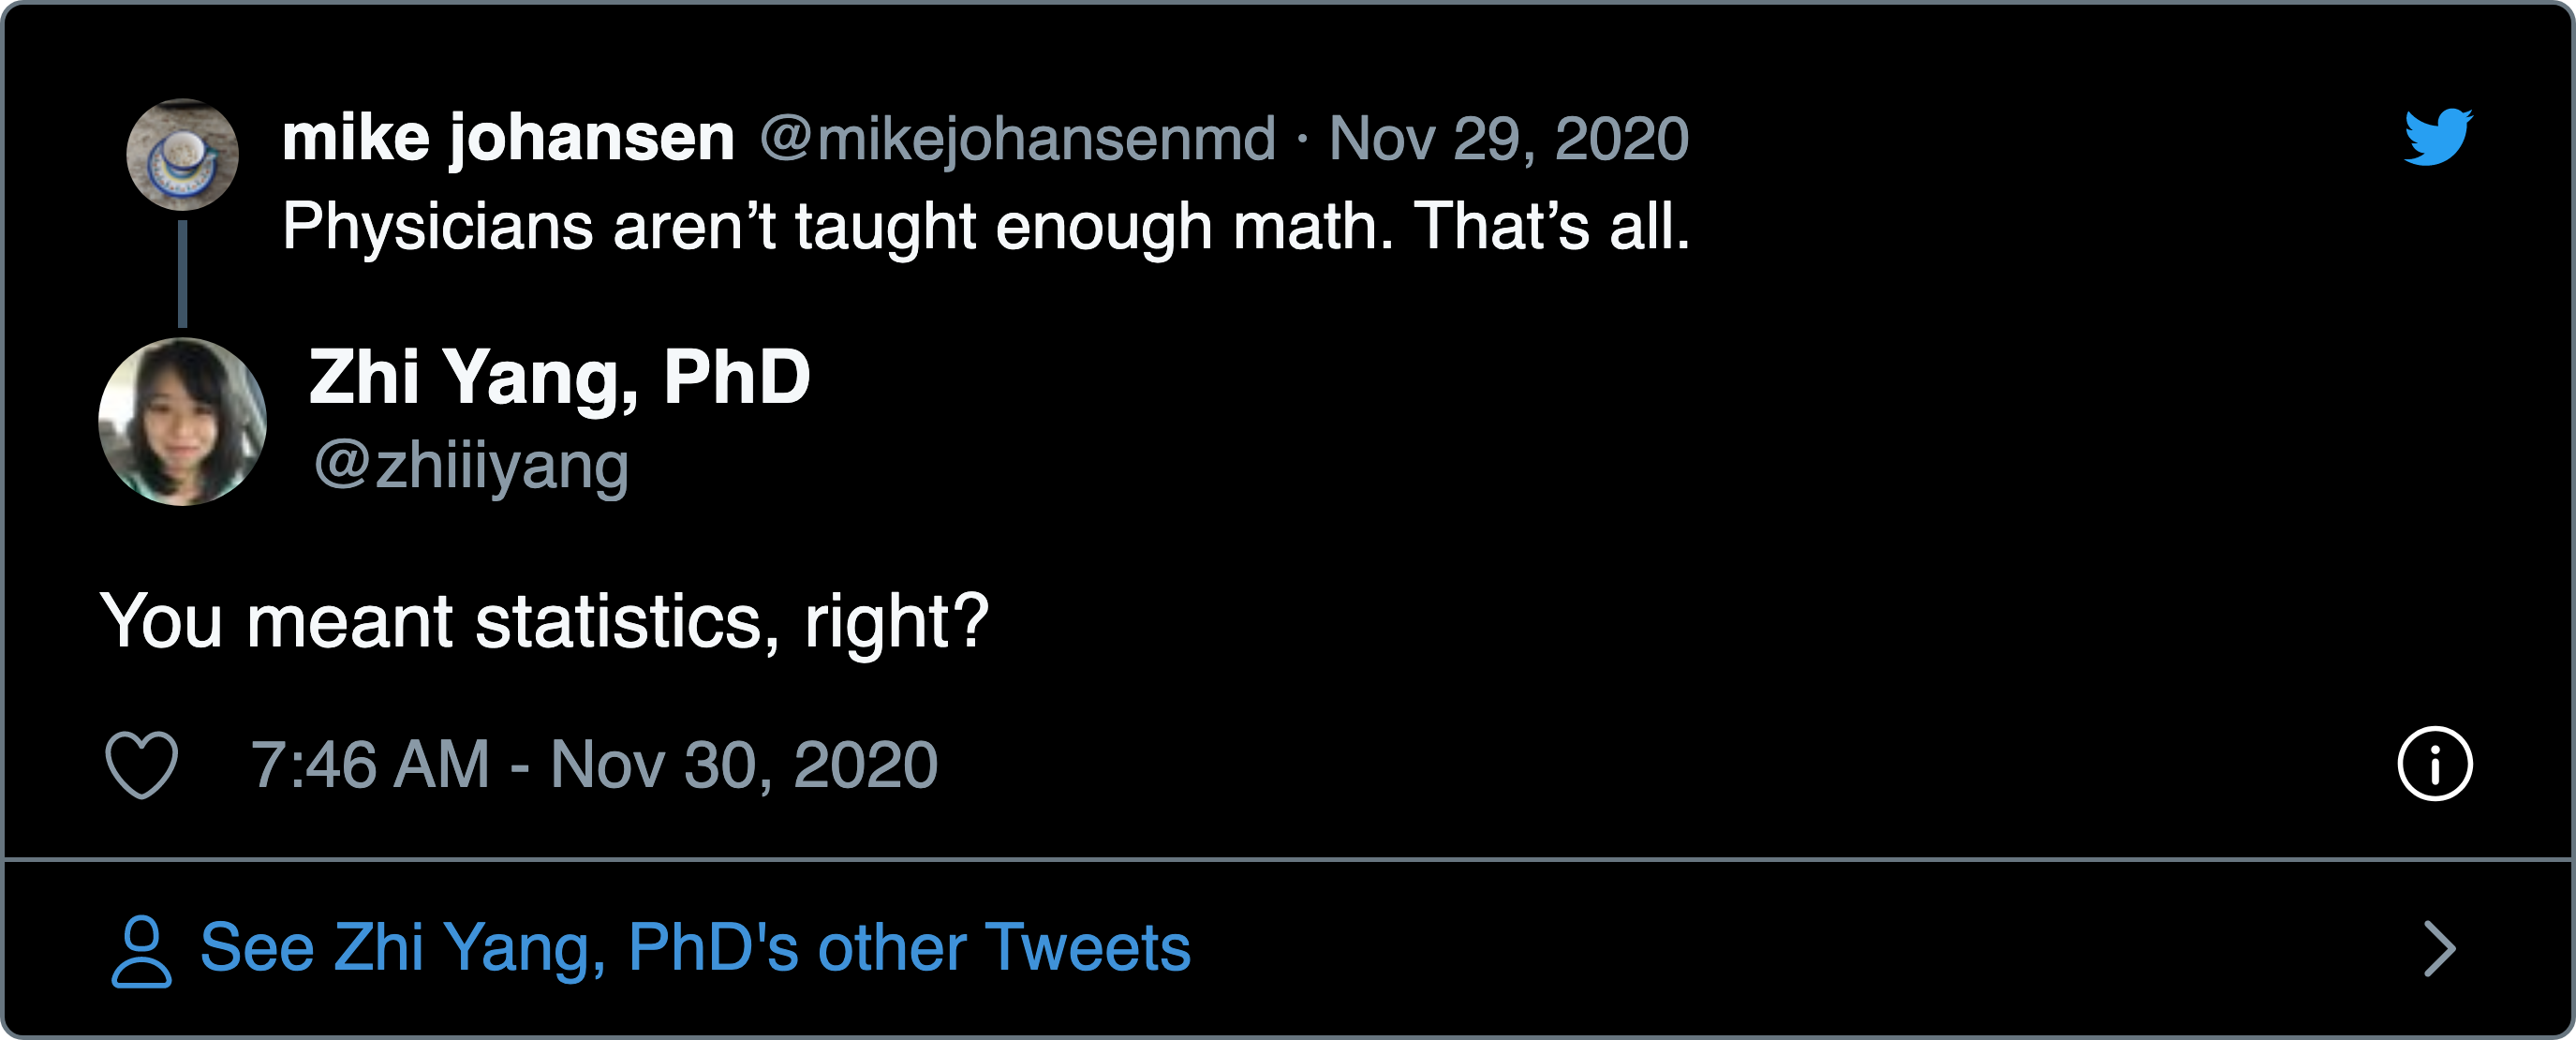 mike johansen @mikejohansenmd · Nov 29, 2020
Physicians aren’t taught enough math. That’s all.
Zhi Yang, PhD
@zhiiiyang
You meant statistics, right?
7:46 AM - Nov 30, 2020
See Zhi Yang, PhD's other Tweets